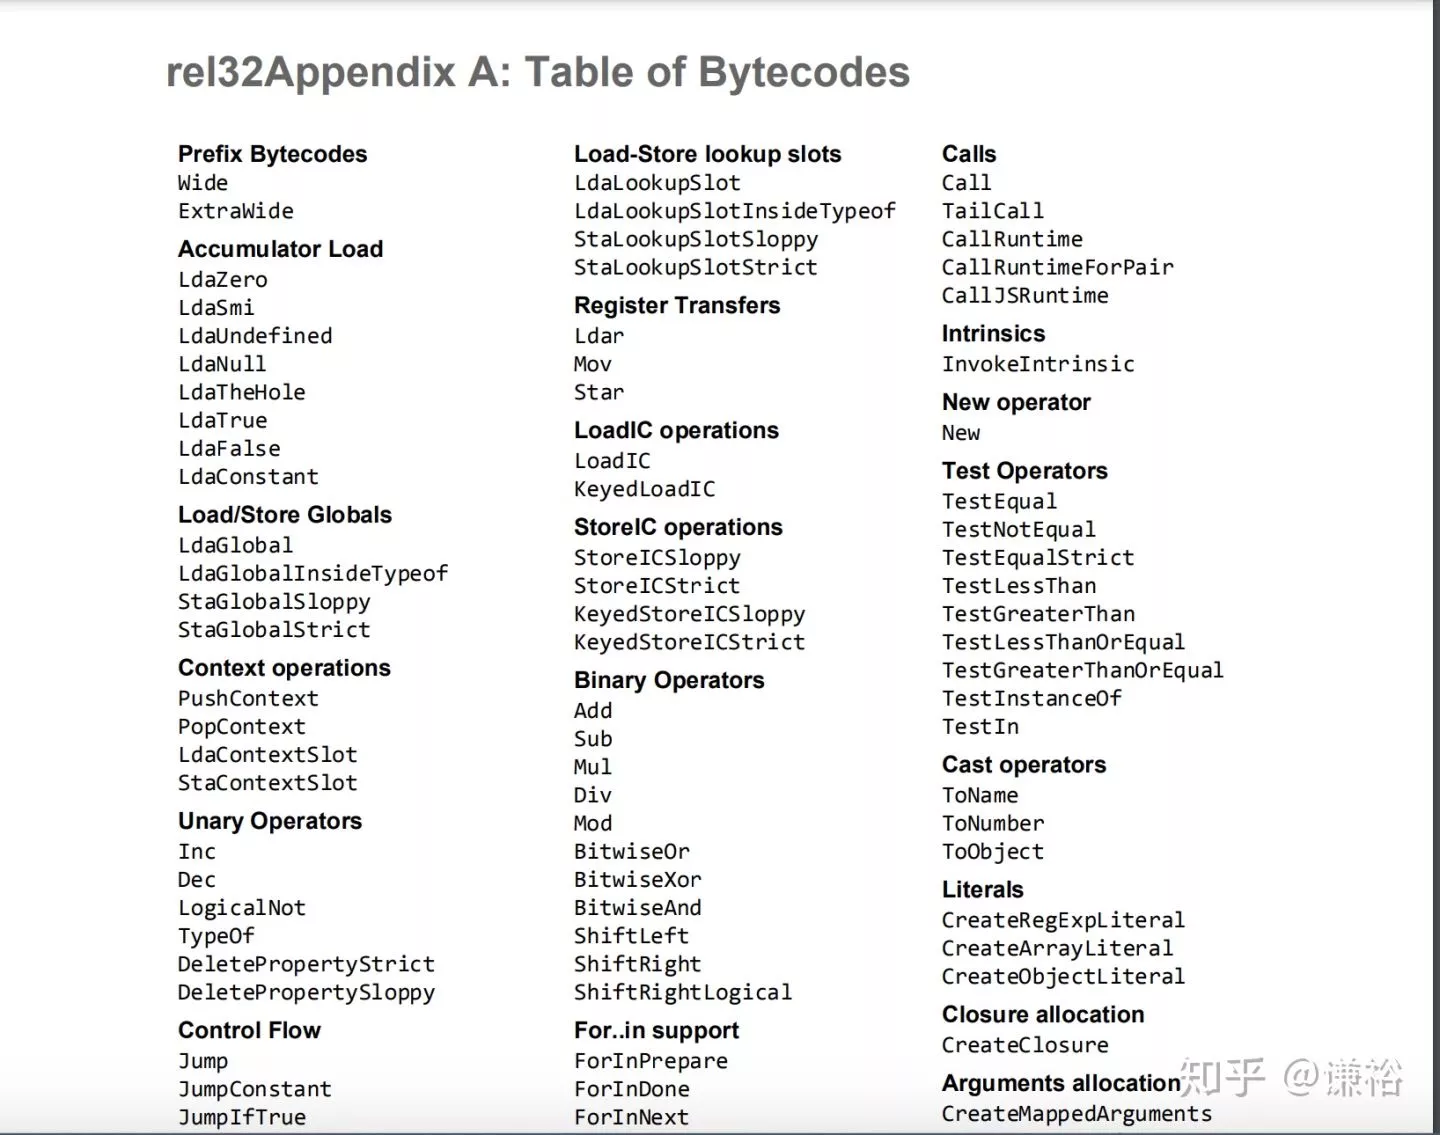 rel32Appendix A: Table of Bytecodes
Prefix Bytecodes
Wide
ExtraWide
Accumulator Load
LdaZero
LdaSmi
LdaUndefined
LdaNull
LdaTheHole
LdaTrue
LdaFalse
LdaConstant
Load/Store Globals
LdaGlobal
LdaGlobalInsideTypeof
StaGlobalSloppy
StaGlobalStrict
Context operations
PushContext
PopContext
LdaContextSlot
StaContextSlot
Unary Operators
Inc
Dec
LogicalNot
TypeOf
DeletePropertyStrict
DeletePropertySloppy
Control Flow
Jump
JumpConstant
JumpIfTrue
Load-Store lookup slots
LdaLookupSlot
LdaLookupSlotInsideTypeof
StaLookupSlotSloppy
StaLookupSlotStrict
Register Transfers
Ldar
Mov
Star
LoadIC operations
LoadIC
KeyedLoadIC
StoreIC operations
StoreICSloppy
StoreICStrict
KeyedStoreICSloppy
KeyedStoreICStrict
Binary Operators
Add
Sub
Mul
Div
Mod
BitwiseOr
BitwiseXor
BitwiseAnd
ShiftLeft
ShiftRight
ShiftRightLogical
For..in support
ForInPrepare
ForInDone
ForInNext
Calls
Call
TailCall
CallRuntime
CallRuntimeForPair
CallJSRuntime
Intrinsics
InvokeIntrinsic
New operator
New
Test Operators
TestEqual
TestNotEqual
TestEqualStrict
TestLessThan
TestGreaterThan
TestLessThanOrEqual
TestGreaterThanOrEqual
TestInstanceOf
TestIn
Cast operators
ToName
ToNumber
ToObject
Literals
CreateRegExpLiteral
CreateArrayLiteral
CreateObjectLiteral
Closure allocation
CreateClosure
Arguments allocation
CreateMappedArguments
知乎 @谦裕